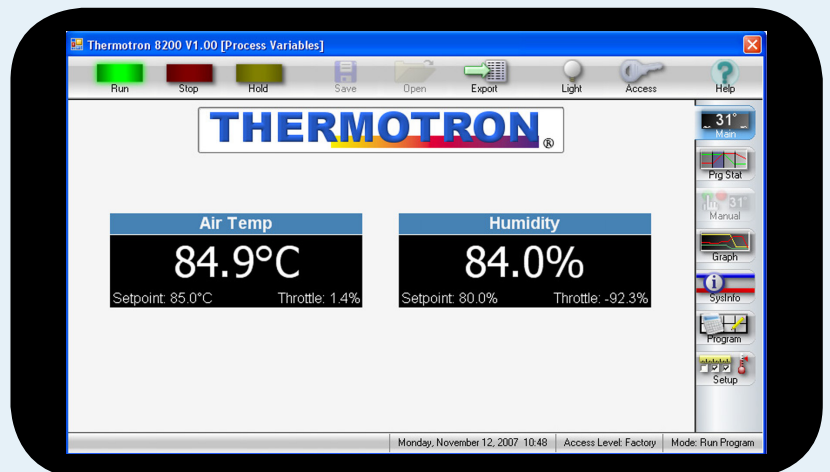 Thermotron 8200 V1.00 [Process Variables]
Run Stop Hold Save Open Export Light Access Help
THERMOTRON®
31°
Main
Prg Stat
31°
Manual
Graph
SysInfo
Program
Setup
Air Temp
84.9°C
Setpoint: 85.0°C Throttle: 1.4%
Humidity
84.0%
Setpoint: 80.0% Throttle: -92.3%
Monday, November 12, 2007 10:48 Access Level: Factory Mode: Run Program